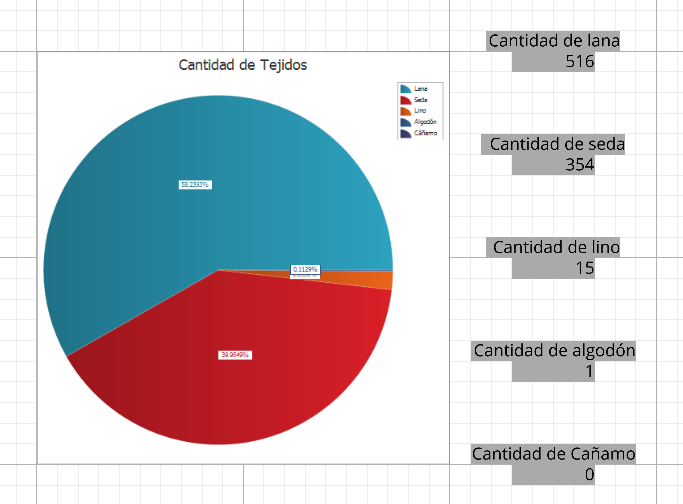 Cantidad de Tejidos
Lana
Seda
Lino
Algodón
Cáñamo
58.2393%
0.1129%
39.9549%
Cantidad de lana
516
Cantidad de seda
354
Cantidad de lino
15
Cantidad de algodón
1
Cantidad de Cañamo
0